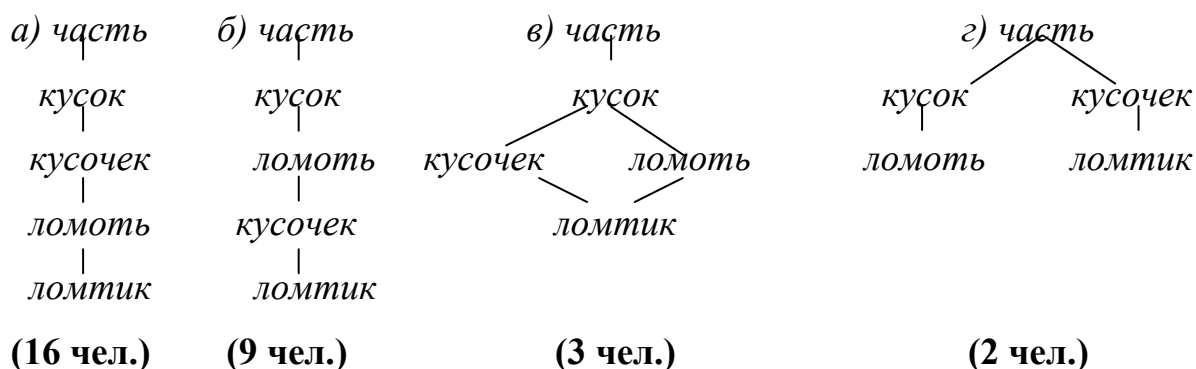 а) часть б) часть в) часть г) часть
кусок кусок кусок кусок кусочек
кусочек ломоть кусочек ломоть ломоть ломтик
ломоть кусочек ломтик
ломтик ломтик
(16 чел.) (9 чел.) (3 чел.) (2 чел.)